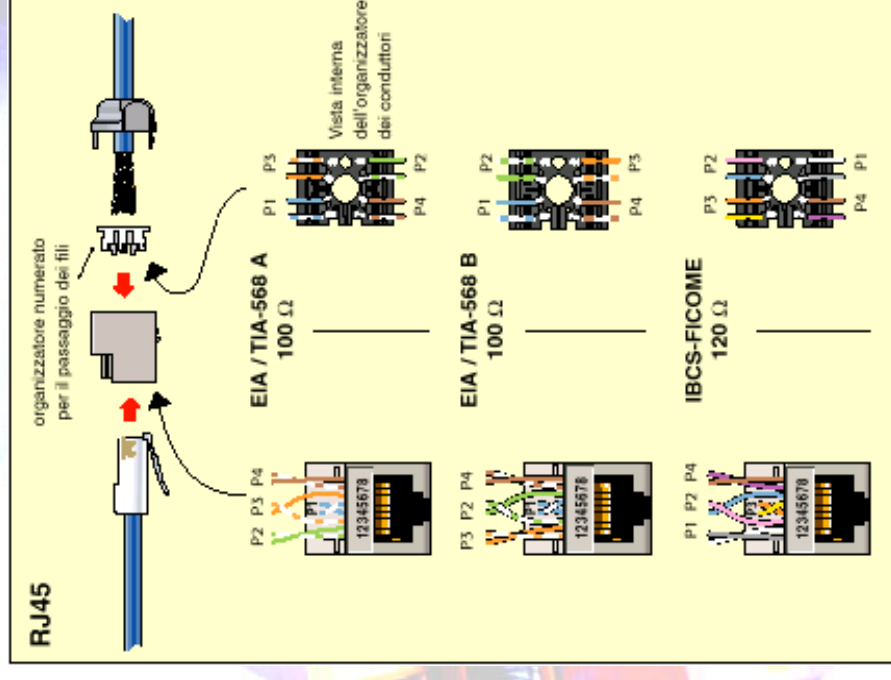 RJ45
organizzatore numerato
per il passaggio dei fili
EIA / TIA-568 A
100 Ω
P2 P3 P4
P1
12345678
P1 P3
P4 P2
Vista interna
dell'organizzatore
dei conduttori
EIA / TIA-568 B
100 Ω
P3 P2 P4
P1
12345678
P1 P2
P4 P3
IBCS-FICOME
120 Ω
P1 P2 P4
P3
12345678
P3 P2
P4 P1